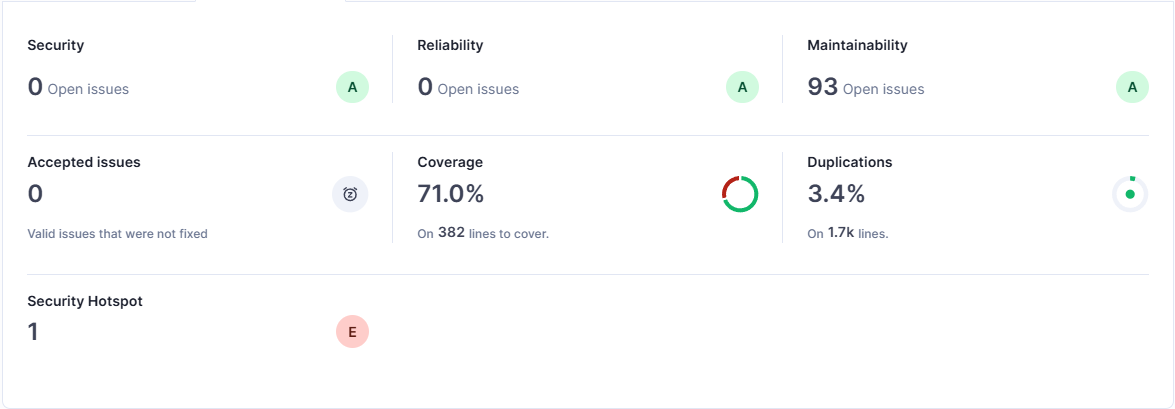 Security
0 Open issues A
Reliability
0 Open issues A
Maintainability
93 Open issues A
Accepted issues
0
Valid issues that were not fixed
Coverage
71.0%
On 382 lines to cover.
Duplications
3.4%
On 1.7k lines.
Security Hotspot
1 E